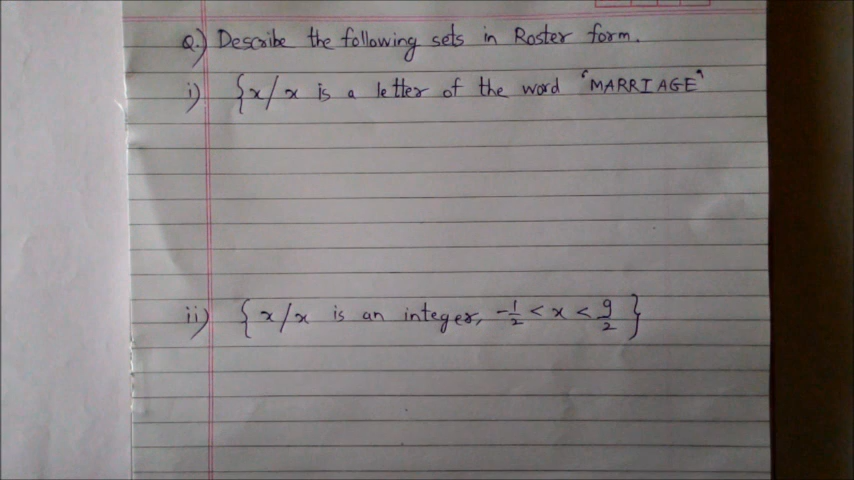 Q.) Describe the following sets in Roster form.
i) {x/x is a letter of the word "MARRIAGE"
ii) {x/x is an integer, -1/2 < x < 9/2}